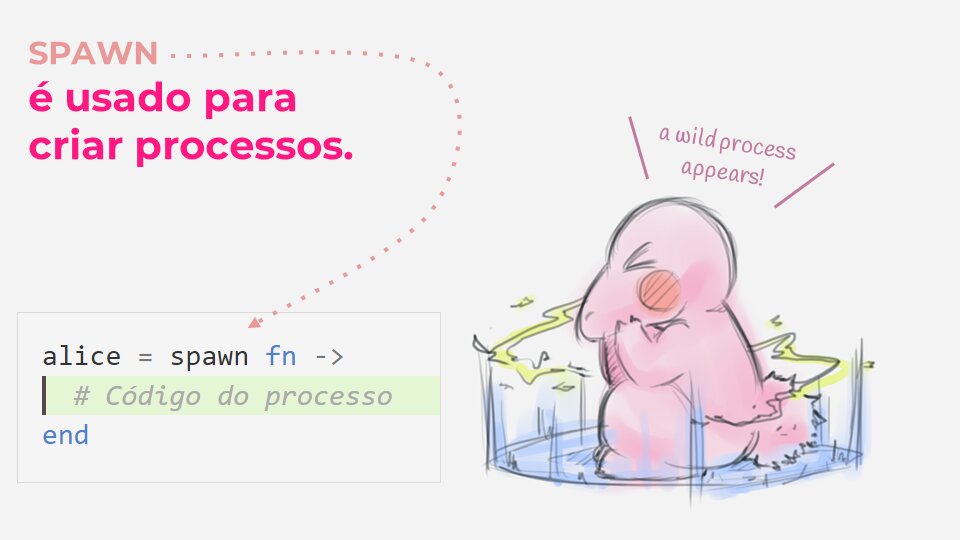 SPAWN
é usado para
criar processos.
a wild process
appears!
alice = spawn fn ->
# Código do processo
end